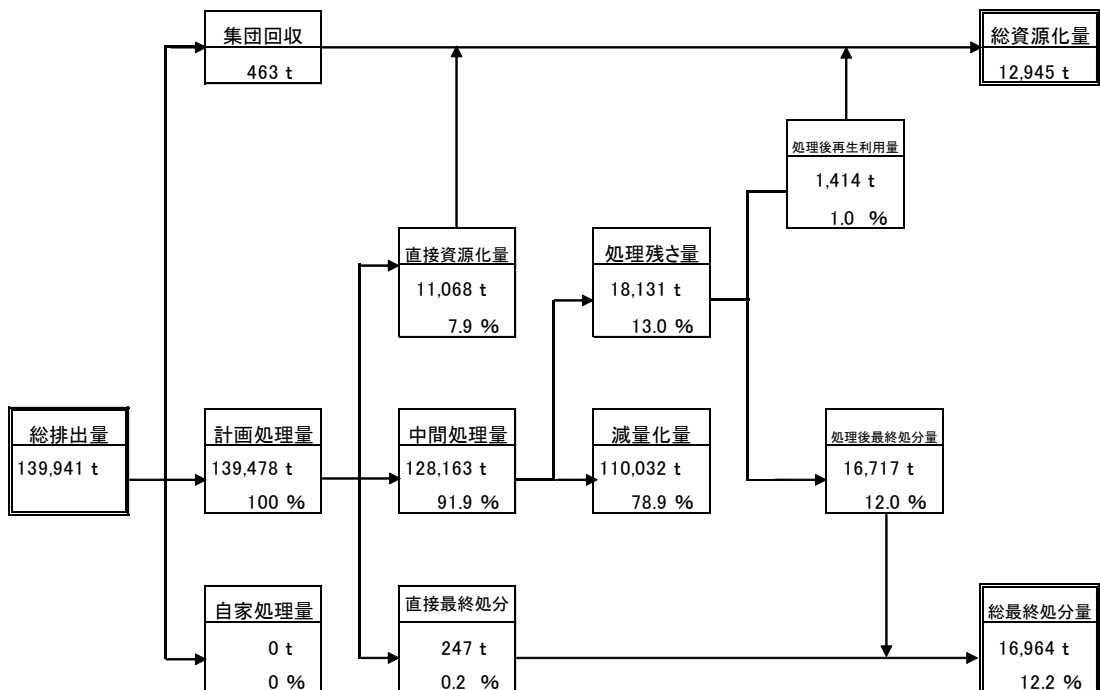 集団回収
463 t
総資源化量
12,945 t
処理後再生利用量
1,414 t
1.0 %
直接資源化量
11,068 t
7.9 %
処理残さ量
18,131 t
13.0 %
総排出量
139,941 t
計画処理量
139,478 t
100 %
中間処理量
128,163 t
91.9 %
減量化量
110,032 t
78.9 %
処理後最終処分量
16,717 t
12.0 %
自家処理量
0 t
0 %
直接最終処分
247 t
0.2 %
総最終処分量
16,964 t
12.2 %